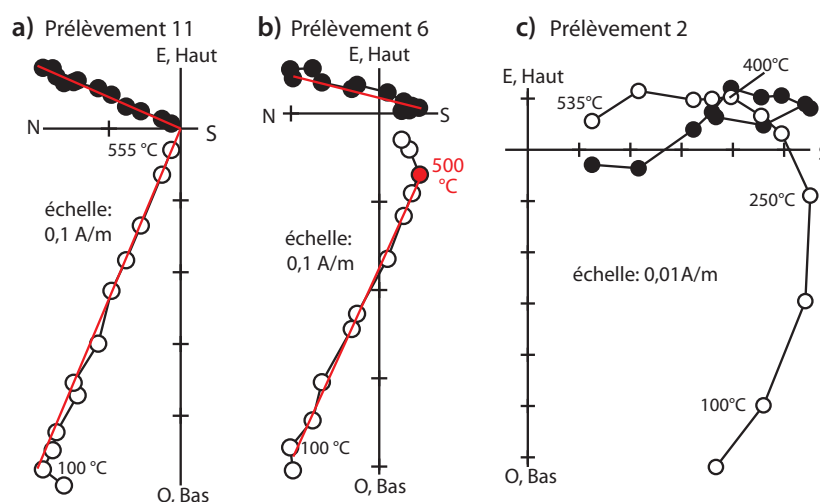 a) Prélèvement 11
E, Haut
N
S
555 °C
échelle:
0,1 A/m
100 °C
O, Bas
b) Prélèvement 6
E, Haut
500
°C
échelle:
0,1 A/m
100 °C
O, Bas
c) Prélèvement 2
E, Haut
400°C
535°C
250°C
échelle: 0,01A/m
100°C
O, Bas